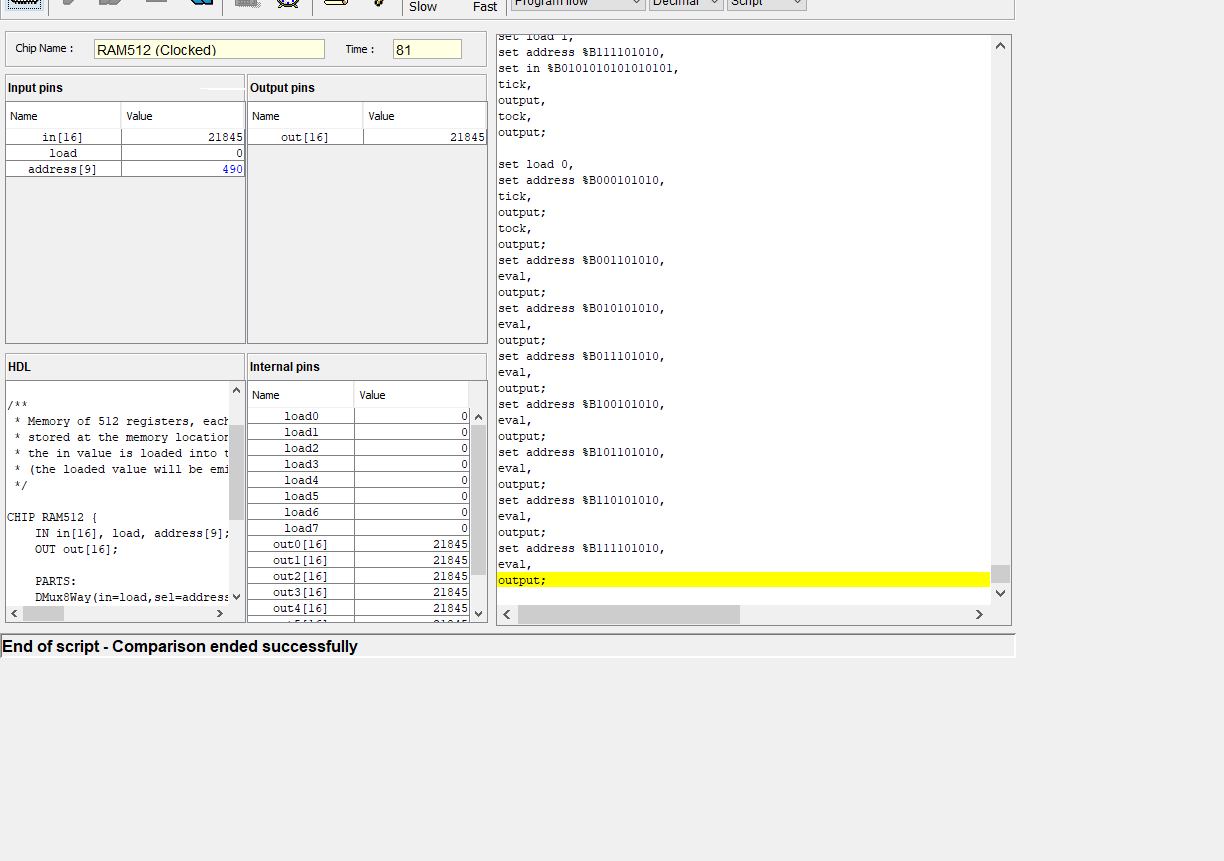 Slow Fast Program flow Decimal Script
Chip Name : RAM512 (Clocked) Time : 81
Input pins
Name Value
in[16] 21845
load 0
address[9] 490
Output pins
Name Value
out[16] 21845
HDL
/**
* Memory of 512 registers, each
* stored at the memory location
* the in value is loaded into t
* (the loaded value will be emi
*/
CHIP RAM512 {
IN in[16], load, address[9];
OUT out[16];
PARTS:
DMux8Way(in=load,sel=address
Internal pins
Name Value
load0 0
load1 0
load2 0
load3 0
load4 0
load5 0
load6 0
load7 0
out0[16] 21845
out1[16] 21845
out2[16] 21845
out3[16] 21845
out4[16] 21845
set load 1,
set address %B111101010,
set in %B0101010101010101,
tick,
output,
tock,
output;
set load 0,
set address %B000101010,
tick,
output;
tock,
output;
set address %B001101010,
eval,
output;
set address %B010101010,
eval,
output;
set address %B011101010,
eval,
output;
set address %B100101010,
eval,
output;
set address %B101101010,
eval,
output;
set address %B110101010,
eval,
output;
set address %B111101010,
eval,
output;
End of script - Comparison ended successfully